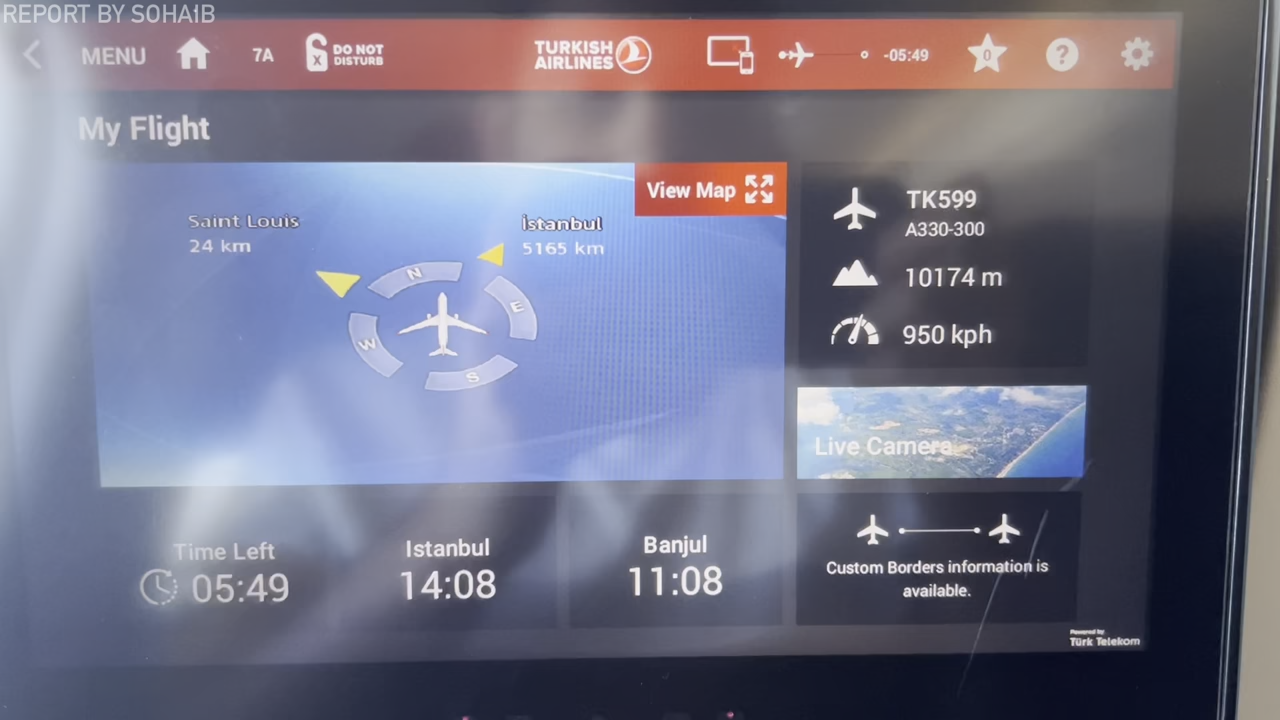 REPORT BY SOHAiB
MENU
7A
DO NOT
DISTURB
TURKISH
AIRLINES
-05:49
0
?
My Flight
View Map
Saint Louis
24 km
İstanbul
5165 km
N
E
S
W
TK599
A330-300
10174 m
950 kph
Live Camera
Time Left
05:49
Istanbul
14:08
Banjul
11:08
Custom Borders information is
available.
Powered by
Türk Telekom